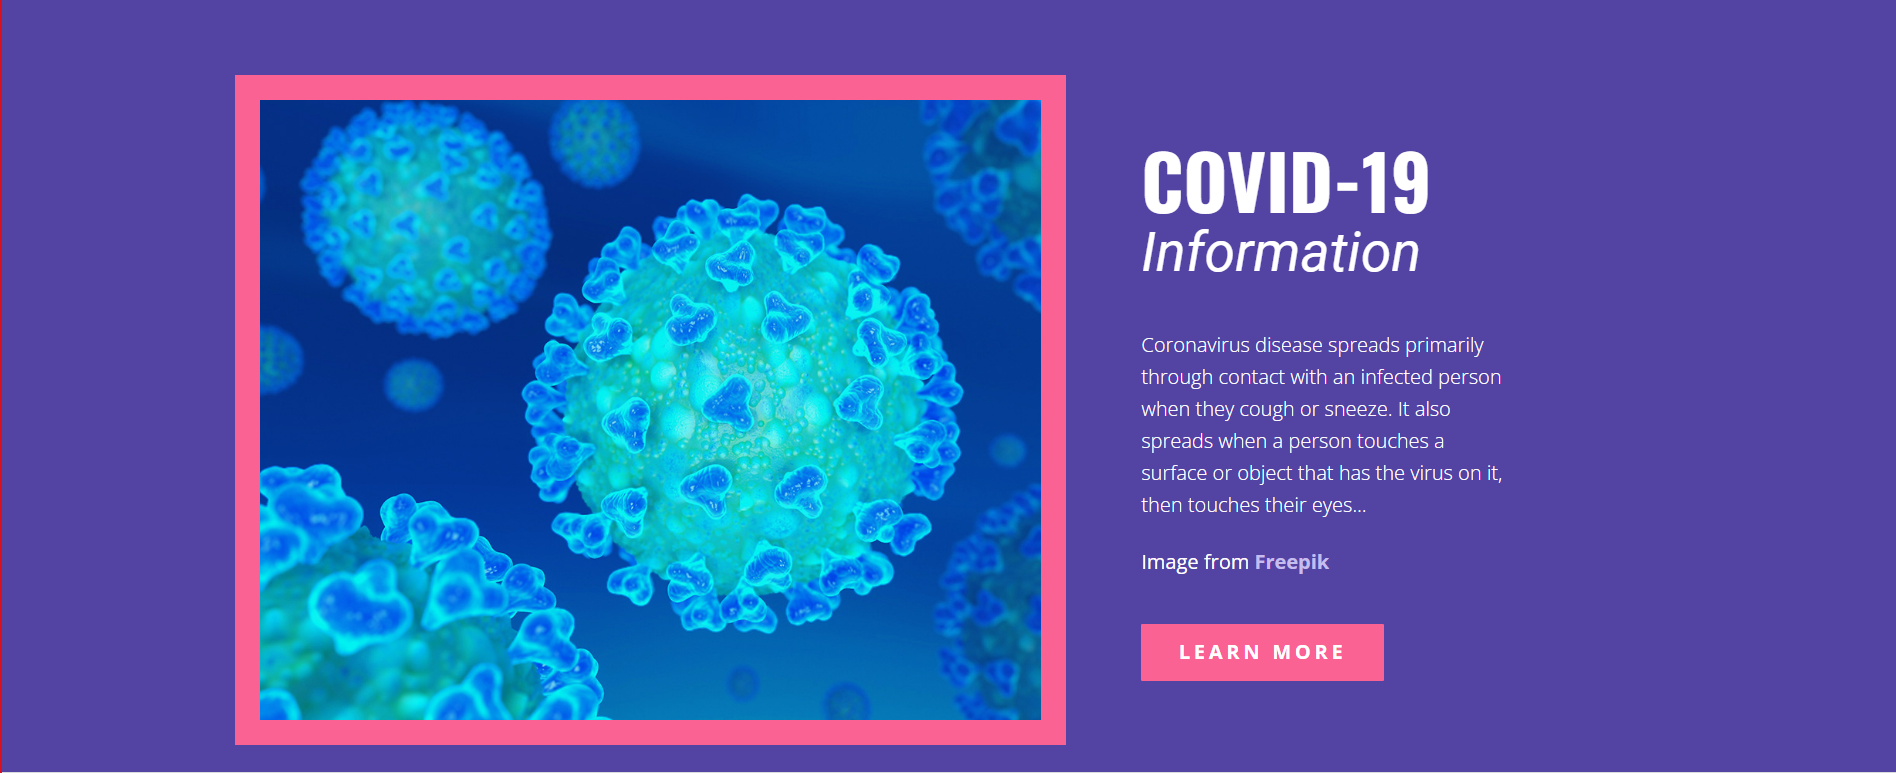 COVID-19
Information
Coronavirus disease spreads primarily
through contact with an infected person
when they cough or sneeze. It also
spreads when a person touches a
surface or object that has the virus on it,
then touches their eyes...
Image from Freepik
LEARN MORE